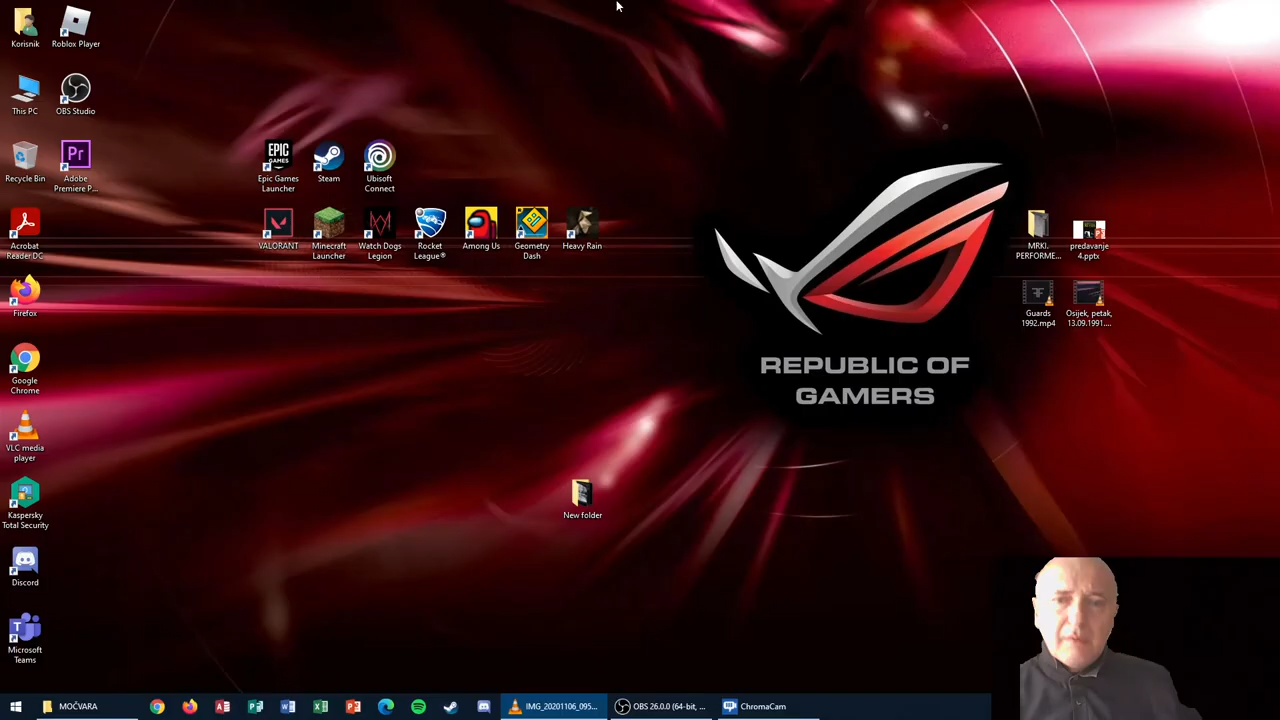 Korisnik
Roblox Player
This PC
OBS Studio
Recycle Bin
Pr
Adobe
Premiere P...
EPIC
GAMES
Epic Games
Launcher
Steam
Ubisoft
Connect
Acrobat
Reader DC
VALORANT
Minecraft
Launcher
Watch Dogs
Legion
Rocket
League®
Among Us
Geometry
Dash
Heavy Rain
MRKI.
PERFORME...
predavanje
4.pptx
Firefox
Guards
1992.mp4
Osijek, petak,
13.09.1991....
Google
Chrome
REPUBLIC OF
GAMERS
VLC media
player
Kaspersky
Total Security
New folder
Discord
Microsoft
Teams
MOČVARA
IMG_20201106_095...
OBS 26.0.0 (64-bit, ...
ChromaCam